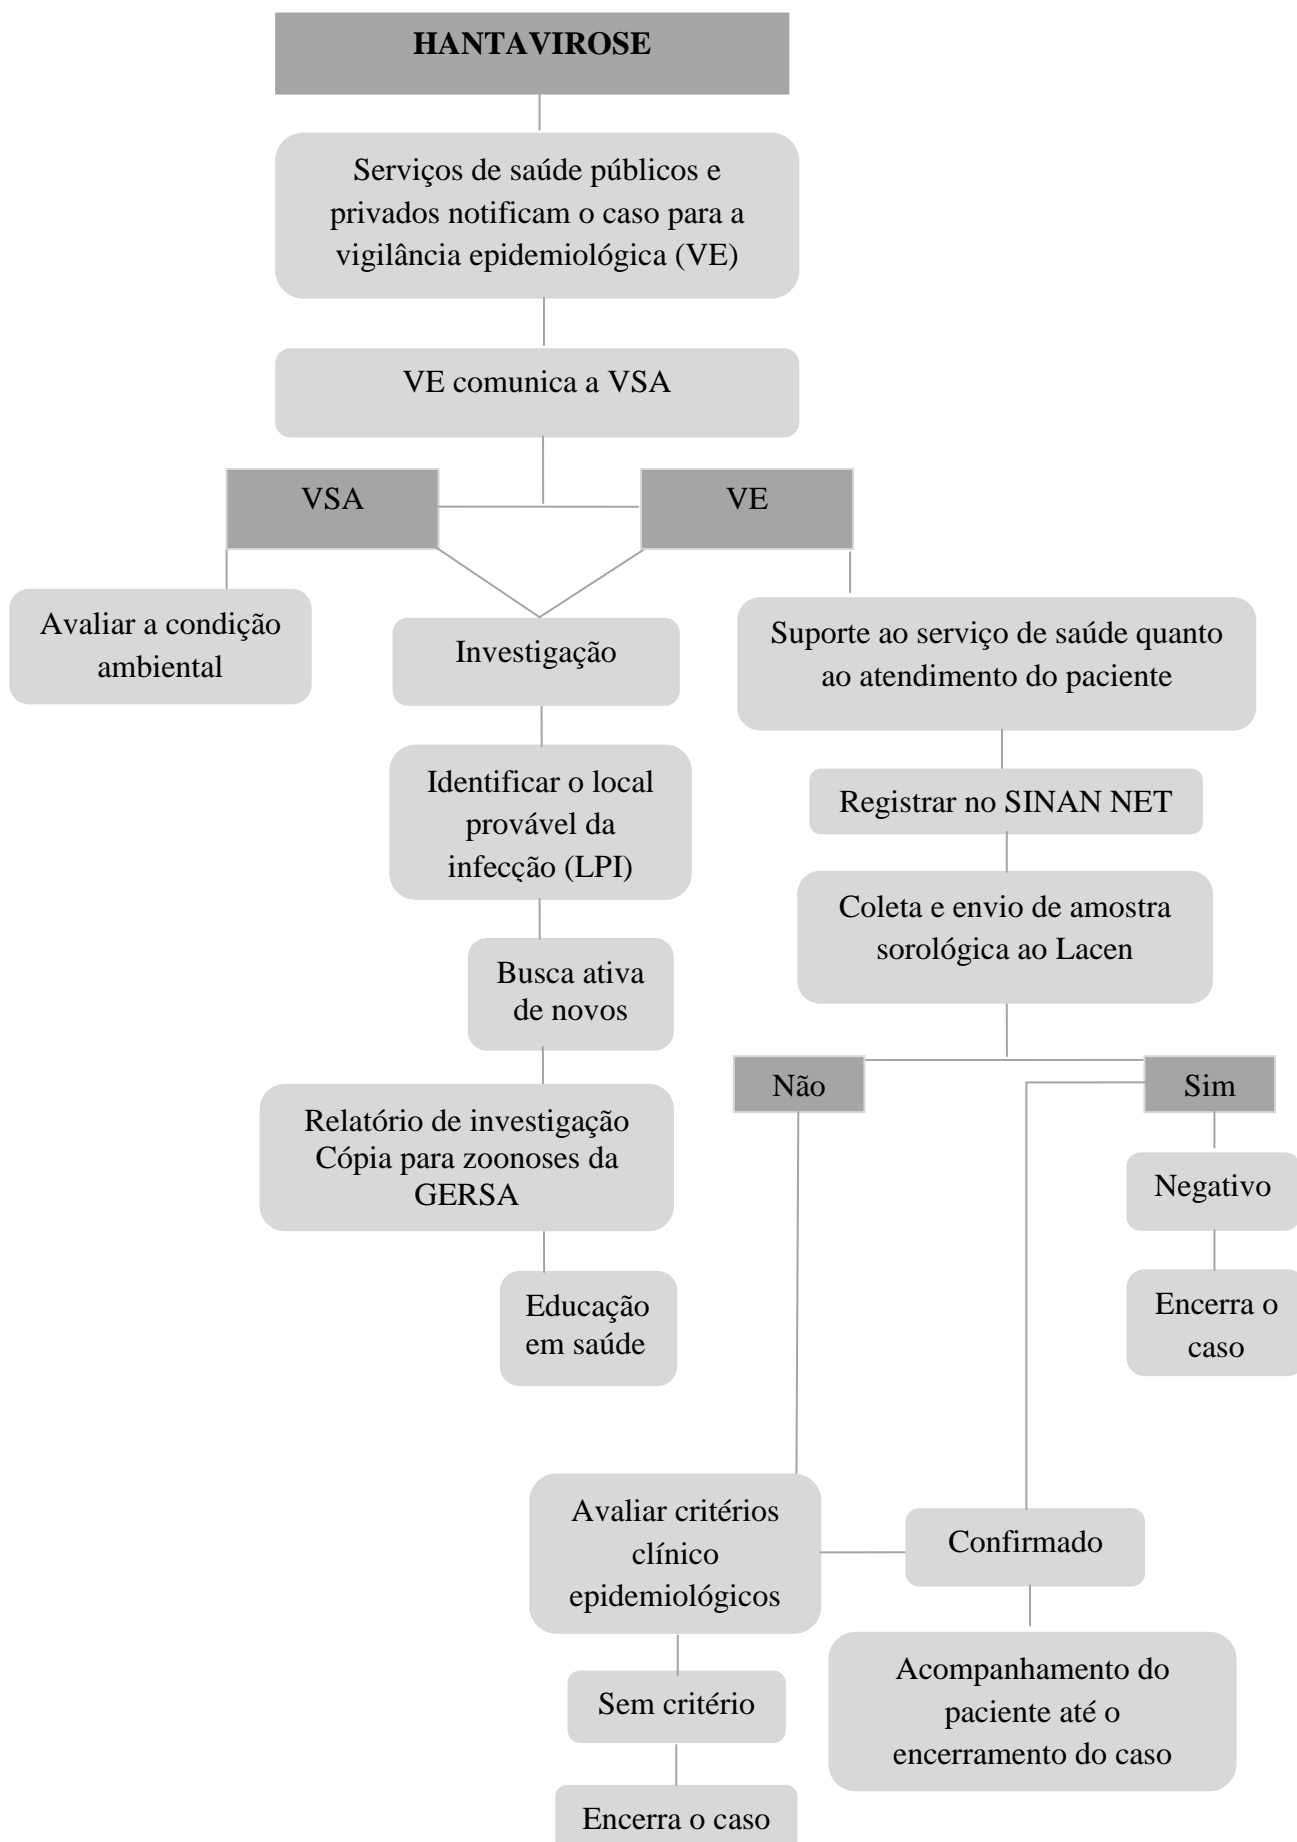 HANTAVIROSE
Serviços de saúde públicos e
privados notificam o caso para a
vigilância epidemiológica (VE)
VE comunica a VSA
VSA
VE
Avaliar a condição
ambiental
Investigação
Suporte ao serviço de saúde quanto
ao atendimento do paciente
Identificar o local
provável da
infecção (LPI)
Registrar no SINAN NET
Coleta e envio de amostra
sorológica ao Lacen
Busca ativa
de novos
Não
Sim
Relatório de investigação
Cópia para zoonoses da
GERSA
Negativo
Educação
em saúde
Encerra o
caso
Avaliar critérios
clínico
epidemiológicos
Confirmado
Sem critério
Acompanhamento do
paciente até o
encerramento do caso
Encerra o caso